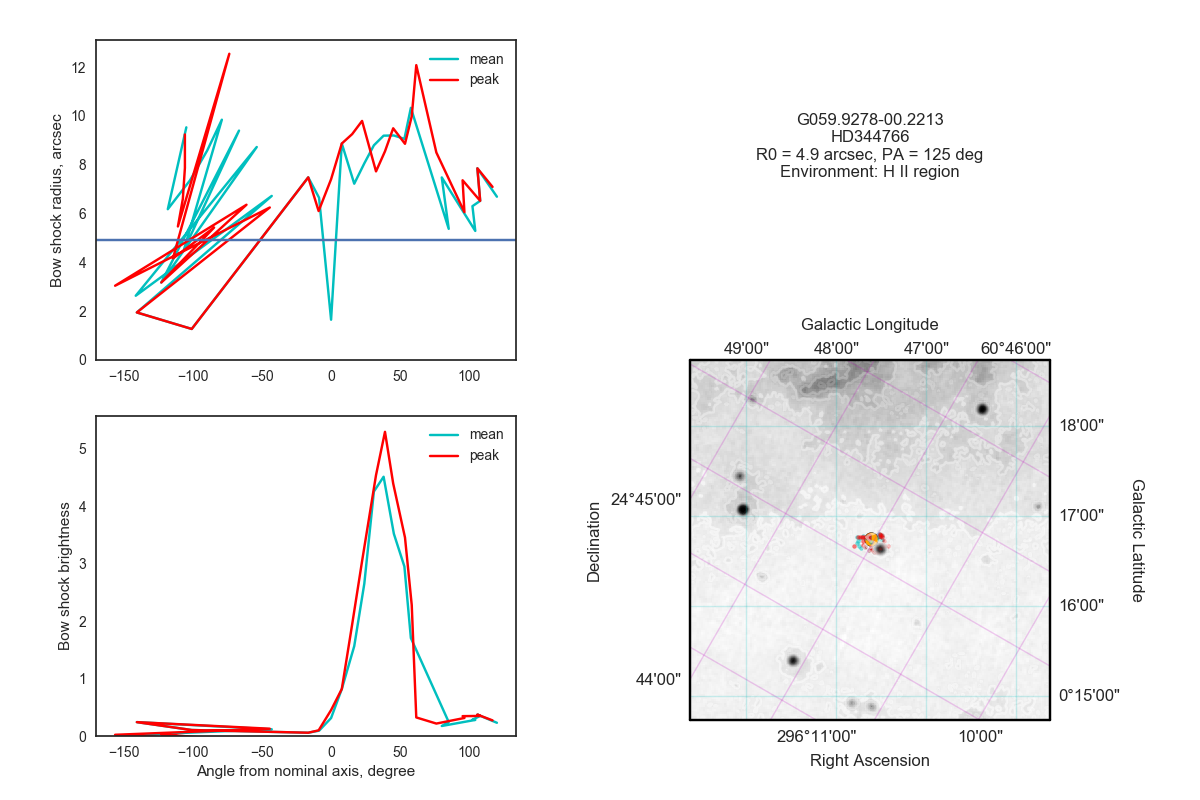 mean
peak
12
10
8
6
4
2
0
Bow shock radius, arcsec
−150 −100 −50 0 50 100
mean
peak
5
4
3
2
1
0
Bow shock brightness
−150 −100 −50 0 50 100
Angle from nominal axis, degree
G059.9278-00.2213
HD344766
R0 = 4.9 arcsec, PA = 125 deg
Environment: H II region
Galactic Longitude
49'00" 48'00" 47'00" 60°46'00"
18'00"
17'00"
16'00"
0°15'00"
Galactic Latitude
24°45'00"
44'00"
Declination
296°11'00" 10'00"
Right Ascension